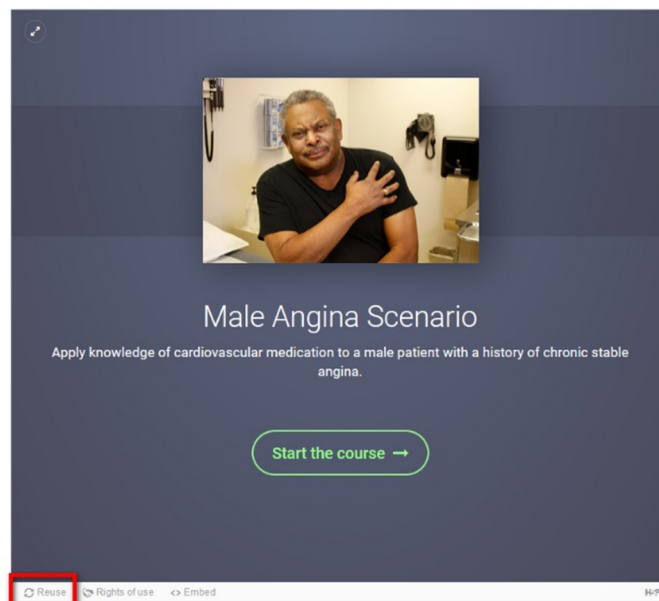 Male Angina Scenario
Apply knowledge of cardiovascular medication to a male patient with a history of chronic stable
angina.
Start the course →
Reuse Rights of use <> Embed